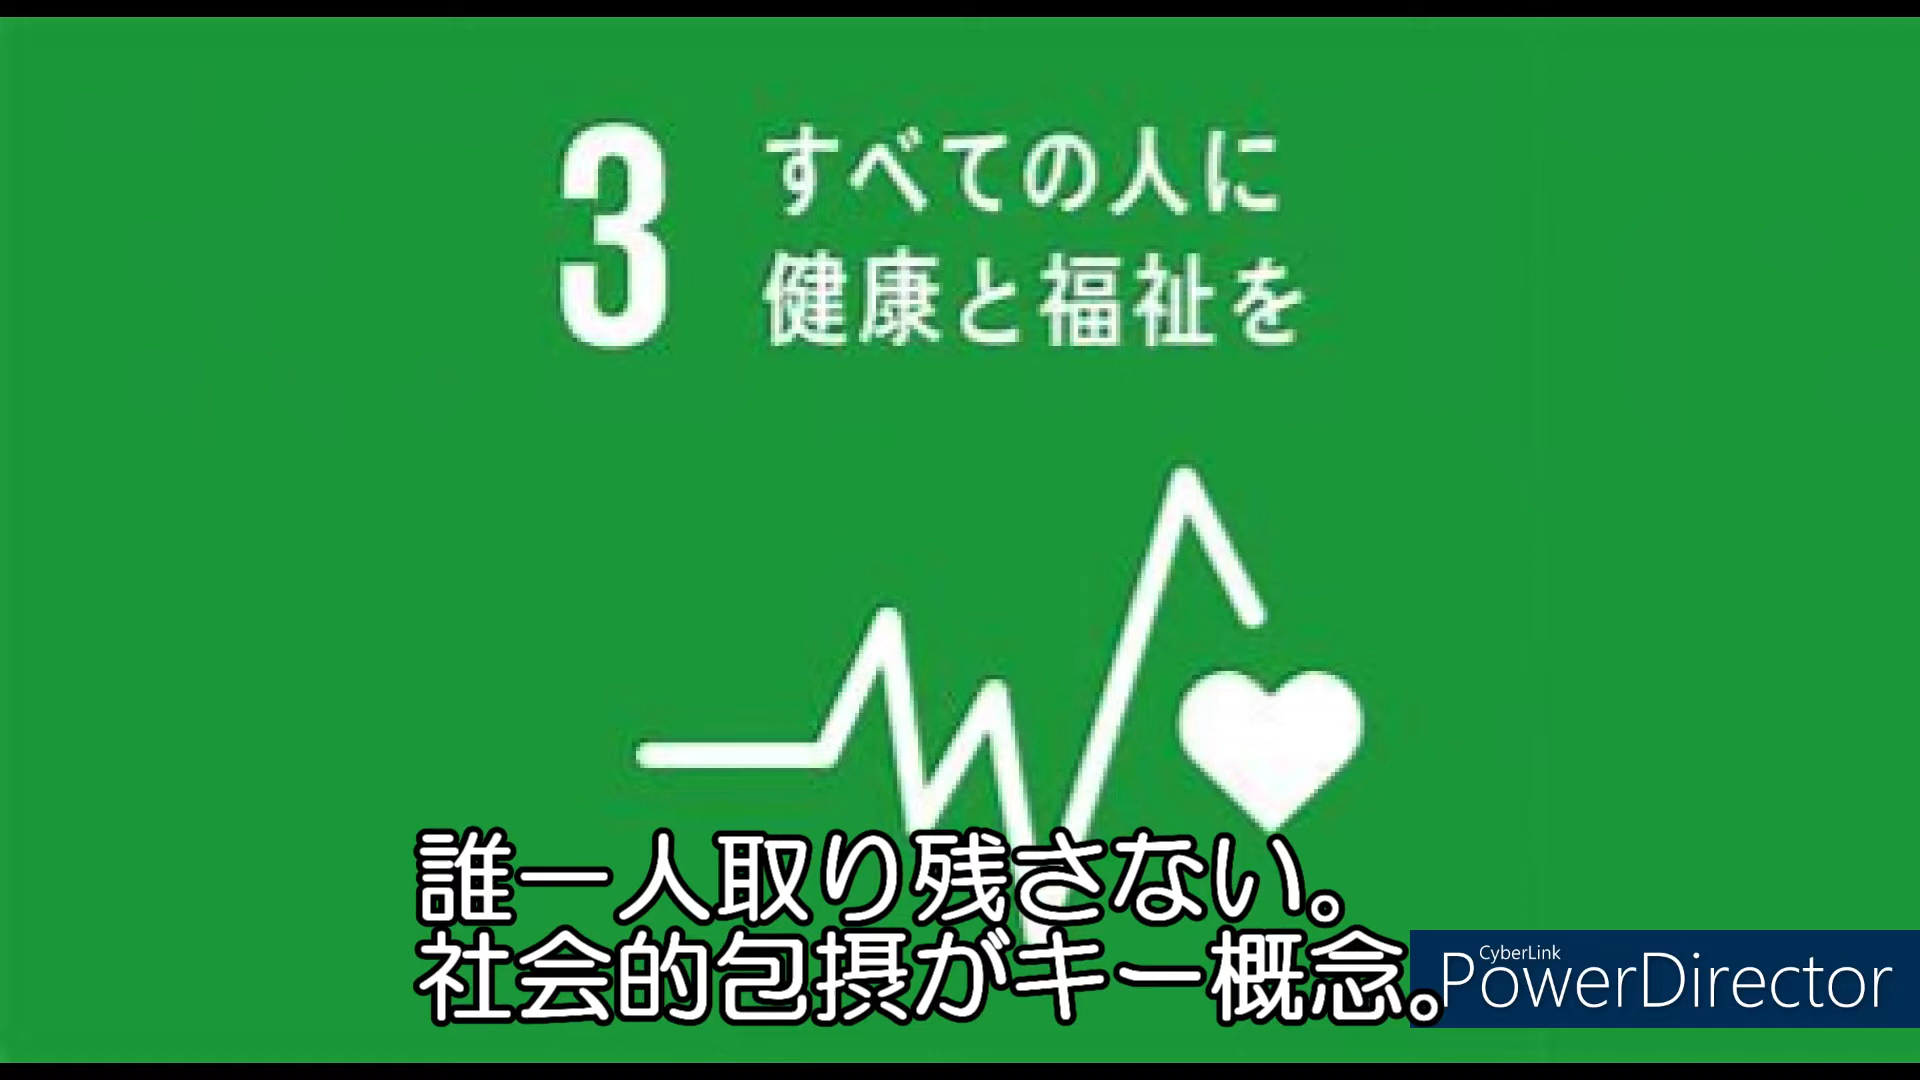 3
すべての人に
健康と福祉を
誰一人取り残さない。
社会的包摂がキー概念。
CyberLink
PowerDirector